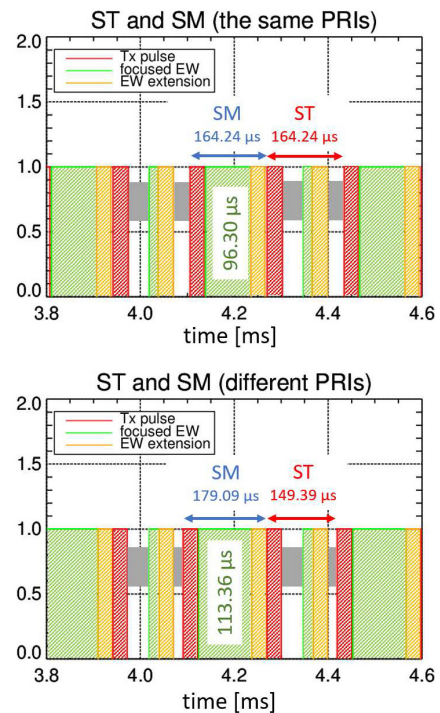 ST and SM (the same PRIs)
2.0
Tx pulse
focused EW
EW extension
1.5
SM
ST
164.24 µs
164.24 µs
1.0
96.30 µs
0.5
0.0
3.8
4.0
4.2
4.4
4.6
time [ms]
ST and SM (different PRIs)
2.0
Tx pulse
focused EW
EW extension
1.5
SM
ST
179.09 µs
149.39 µs
1.0
113.36 µs
0.5
0.0
3.8
4.0
4.2
4.4
4.6
time [ms]